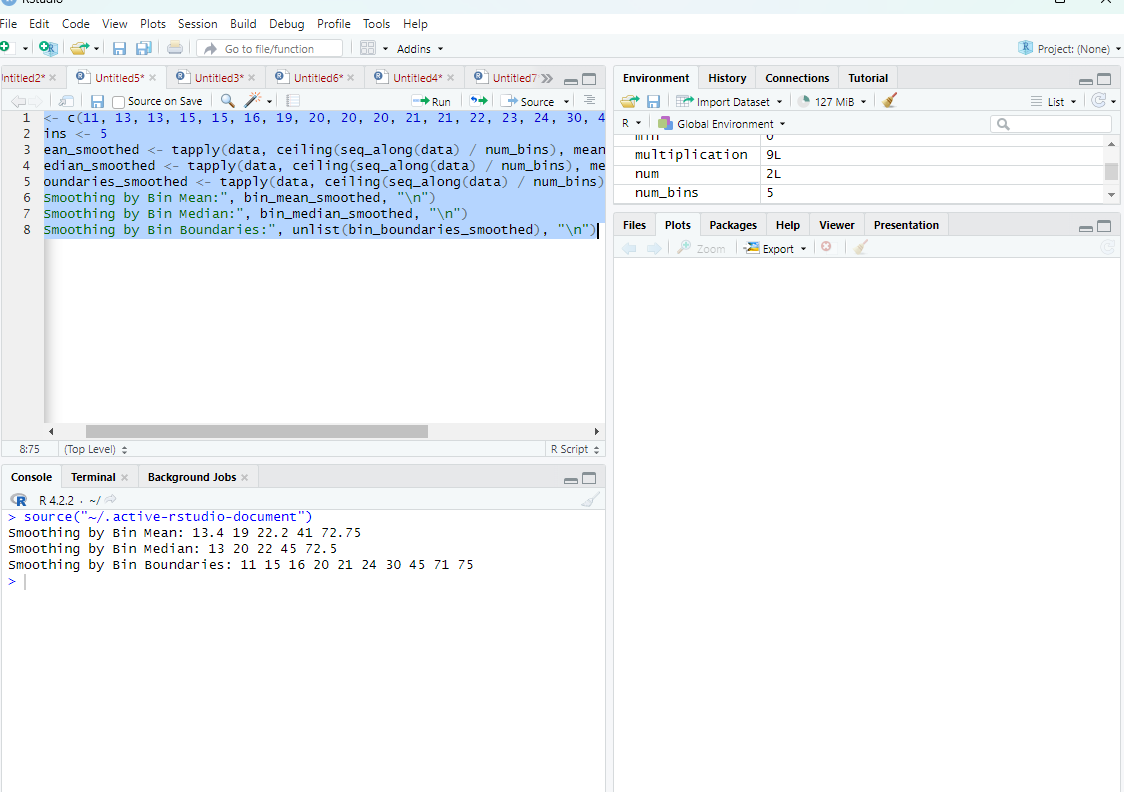 RStudio
File Edit Code View Plots Session Build Debug Profile Tools Help
Go to file/function Addins Project: (None)
Untitled2* Untitled5* Untitled3* Untitled6* Untitled4* Untitled7
Source on Save Run Source
1 <- c(11, 13, 13, 15, 15, 16, 19, 20, 20, 20, 21, 21, 22, 23, 24, 30, 4
2 ins <- 5
3 ean_smoothed <- tapply(data, ceiling(seq_along(data) / num_bins), mean
4 edian_smoothed <- tapply(data, ceiling(seq_along(data) / num_bins), me
5 oundaries_smoothed <- tapply(data, ceiling(seq_along(data) / num_bins)
6 Smoothing by Bin Mean:", bin_mean_smoothed, "\n")
7 Smoothing by Bin Median:", bin_median_smoothed, "\n")
8 Smoothing by Bin Boundaries:", unlist(bin_boundaries_smoothed), "\n")
8:75 (Top Level) R Script
Console Terminal Background Jobs
R 4.2.2 · ~/
> source("~/.active-rstudio-document")
Smoothing by Bin Mean: 13.4 19 22.2 41 72.75
Smoothing by Bin Median: 13 20 22 45 72.5
Smoothing by Bin Boundaries: 11 15 16 20 21 24 30 45 71 75
>
Environment History Connections Tutorial
Import Dataset 127 MiB List
R Global Environment
min 0
multiplication 9L
num 2L
num_bins 5
Files Plots Packages Help Viewer Presentation
Zoom Export